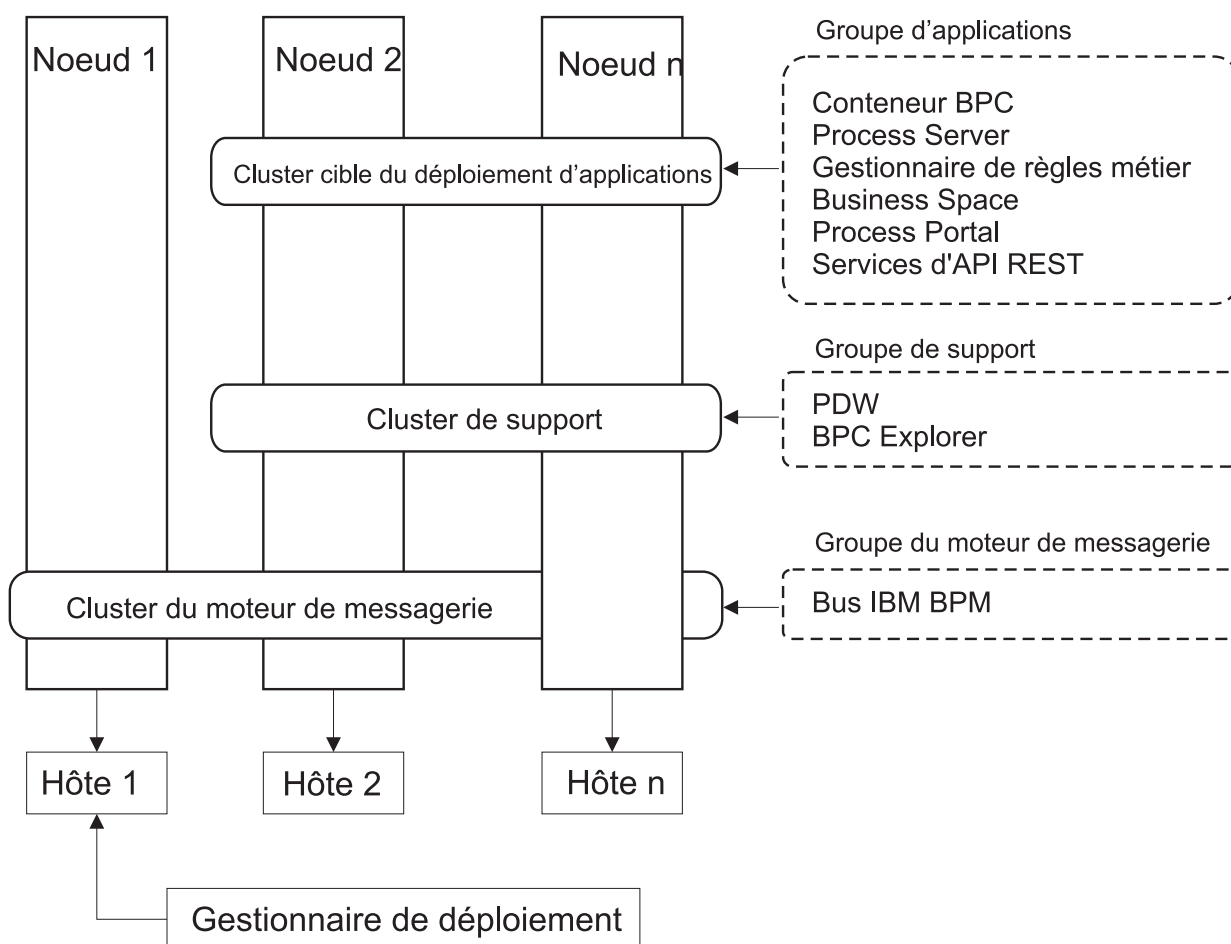 Noeud 1
Noeud 2
Noeud n
Groupe d’applications
Conteneur BPC
Process Server
Gestionnaire de règles métier
Business Space
Process Portal
Services d'API REST
Cluster cible du déploiement d’applications
Groupe de support
PDW
BPC Explorer
Cluster de support
Groupe du moteur de messagerie
Bus IBM BPM
Cluster du moteur de messagerie
Hôte 1
Hôte 2
Hôte n
Gestionnaire de déploiement